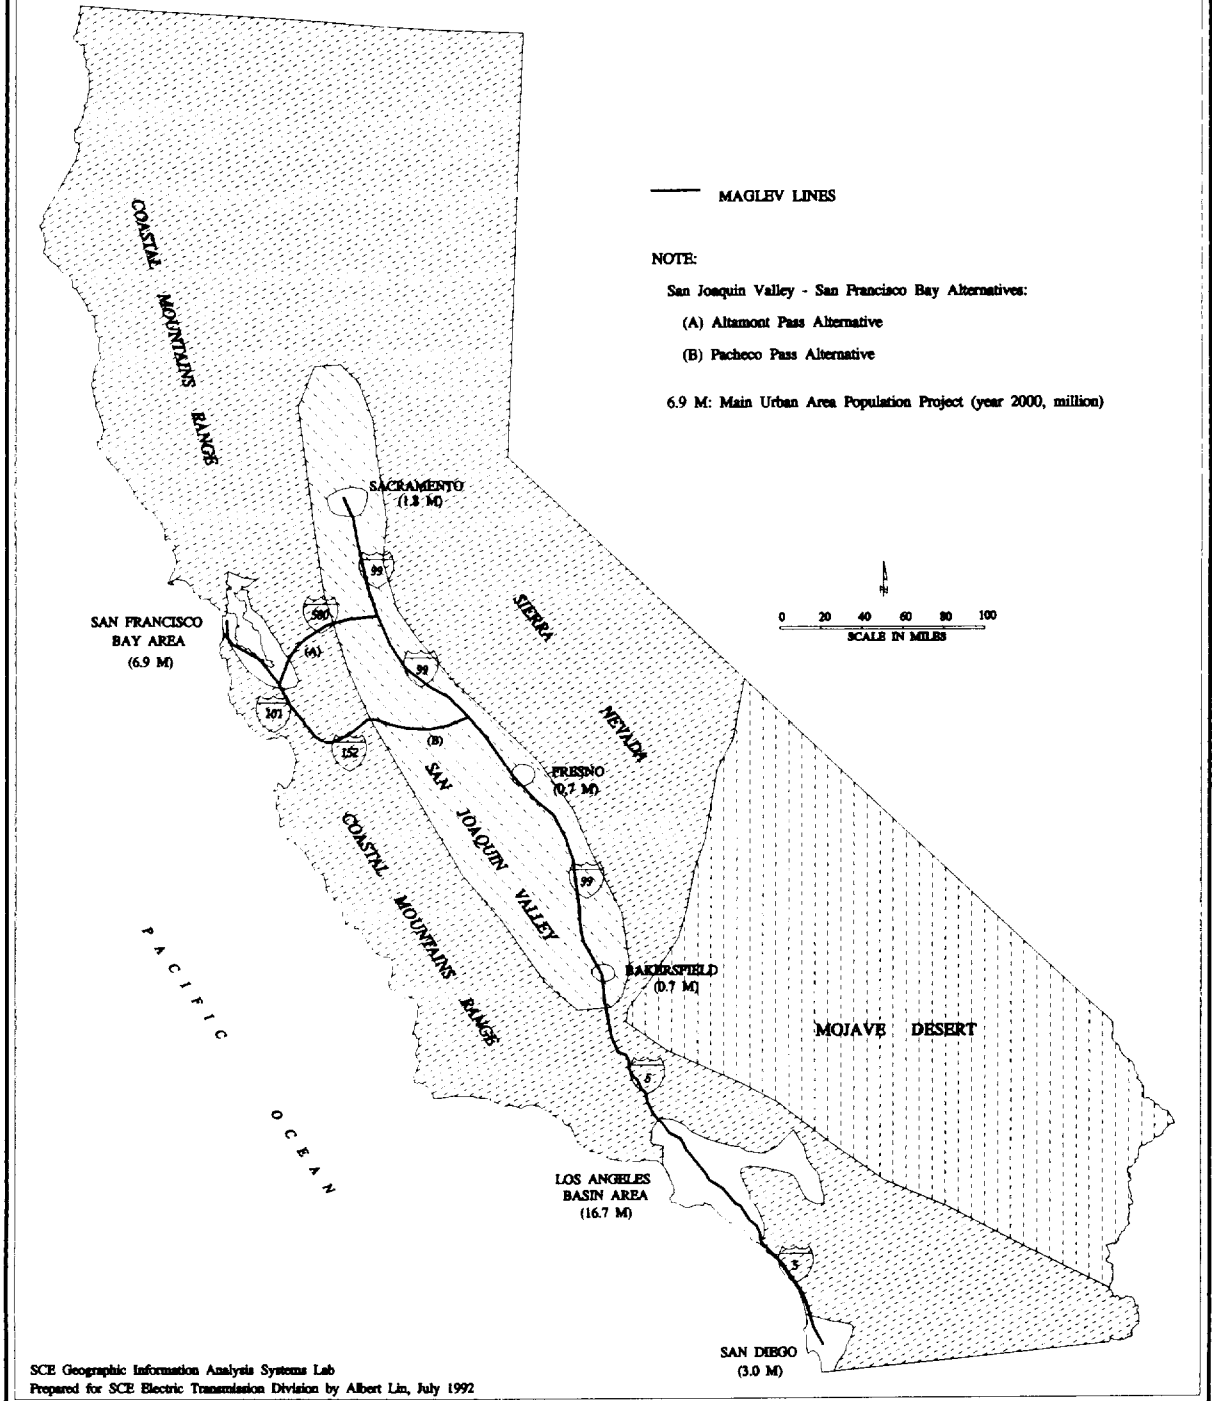 MAGLEV LINES
NOTE:
San Joaquin Valley - San Francisco Bay Alternatives:
(A) Altamont Pass Alternative
(B) Pacheco Pass Alternative
6.9 M: Main Urban Area Population Project (year 2000, million)
COASTAL MOUNTAINS RANGE
SACRAMENTO
(1.8 M)
99
580
SAN FRANCISCO
BAY AREA
(6.9 M)
(A)
99
101
152
(B)
SIERRA NEVADA
N
0 20 40 60 80 100
SCALE IN MILES
FRESNO
(0.7 M)
SAN JOAQUIN VALLEY
COASTAL MOUNTAINS RANGE
99
BAKERSFIELD
(0.7 M)
MOJAVE DESERT
PACIFIC OCEAN
5
LOS ANGELES
BASIN AREA
(16.7 M)
5
SAN DIEGO
(3.0 M)
SCE Geographic Information Analysis Systems Lab
Prepared for SCE Electric Transmission Division by Albert Lin, July 1992